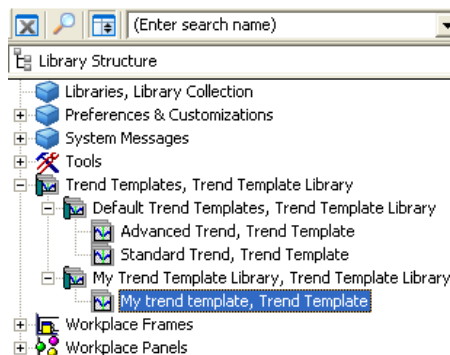 (Enter search name)
Library Structure
Libraries, Library Collection
Preferences & Customizations
System Messages
Tools
Trend Templates, Trend Template Library
Default Trend Templates, Trend Template Library
Advanced Trend, Trend Template
Standard Trend, Trend Template
My Trend Template Library, Trend Template Library
My trend template, Trend Template
Workplace Frames
Workplace Panels